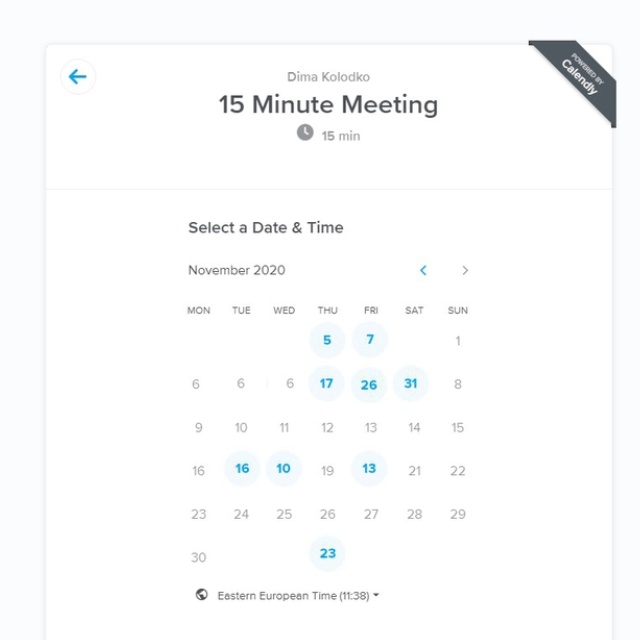 POWERED BY
Calendly
Dima Kolodko
15 Minute Meeting
15 min
Select a Date & Time
November 2020
MON TUE WED THU FRI SAT SUN
5 7 1
6 6 6 17 26 31 8
9 10 11 12 13 14 15
16 16 10 19 13 21 22
23 24 25 26 27 28 29
30 23
Eastern European Time (11:38)